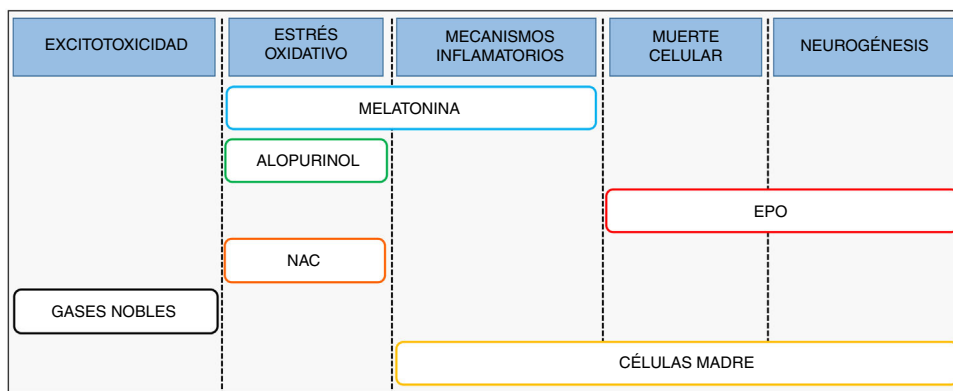 EXCITOTOXICIDAD
ESTRÉS
OXIDATIVO
MECANISMOS
INFLAMATORIOS
MUERTE
CELULAR
NEUROGÉNESIS
MELATONINA
ALOPURINOL
EPO
NAC
GASES NOBLES
CÉLULAS MADRE